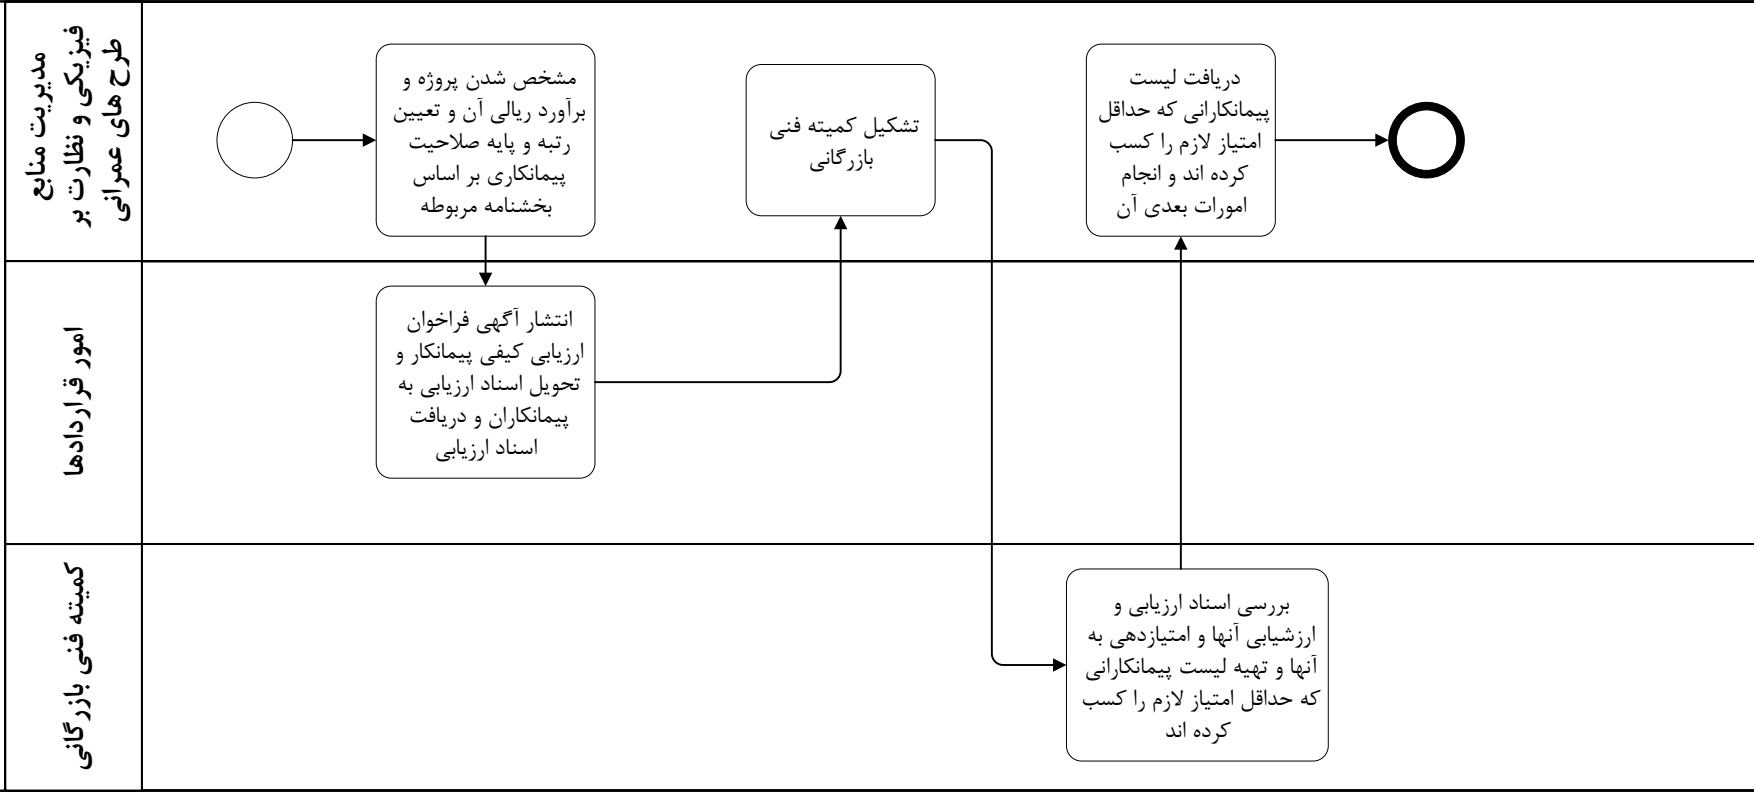 مدیریت منابع
فیزیکی و نظارت بر
طرح های عمرانی
مشخص شدن پروژه و
برآورد ریالی آن و تعیین
رتبه و پایه صلاحیت
پیمانکاری بر اساس
بخشنامه مربوطه
تشکیل کمیته فنی
بازرگانی
دریافت لیست
پیمانکارانی که حداقل
امتیاز لازم را کسب
کرده اند و انجام
امورات بعدی آن
امور قراردادها
انتشار آگهی فراخوان
ارزیابی کیفی پیمانکار و
تحویل اسناد ارزیابی به
پیمانکاران و دریافت
اسناد ارزیابی
کمیته فنی بازرگانی
بررسی اسناد ارزیابی و
ارزشیابی آنها و امتیازدهی به
آنها و تهیه لیست پیمانکارانی
که حداقل امتیاز لازم را کسب
کرده اند